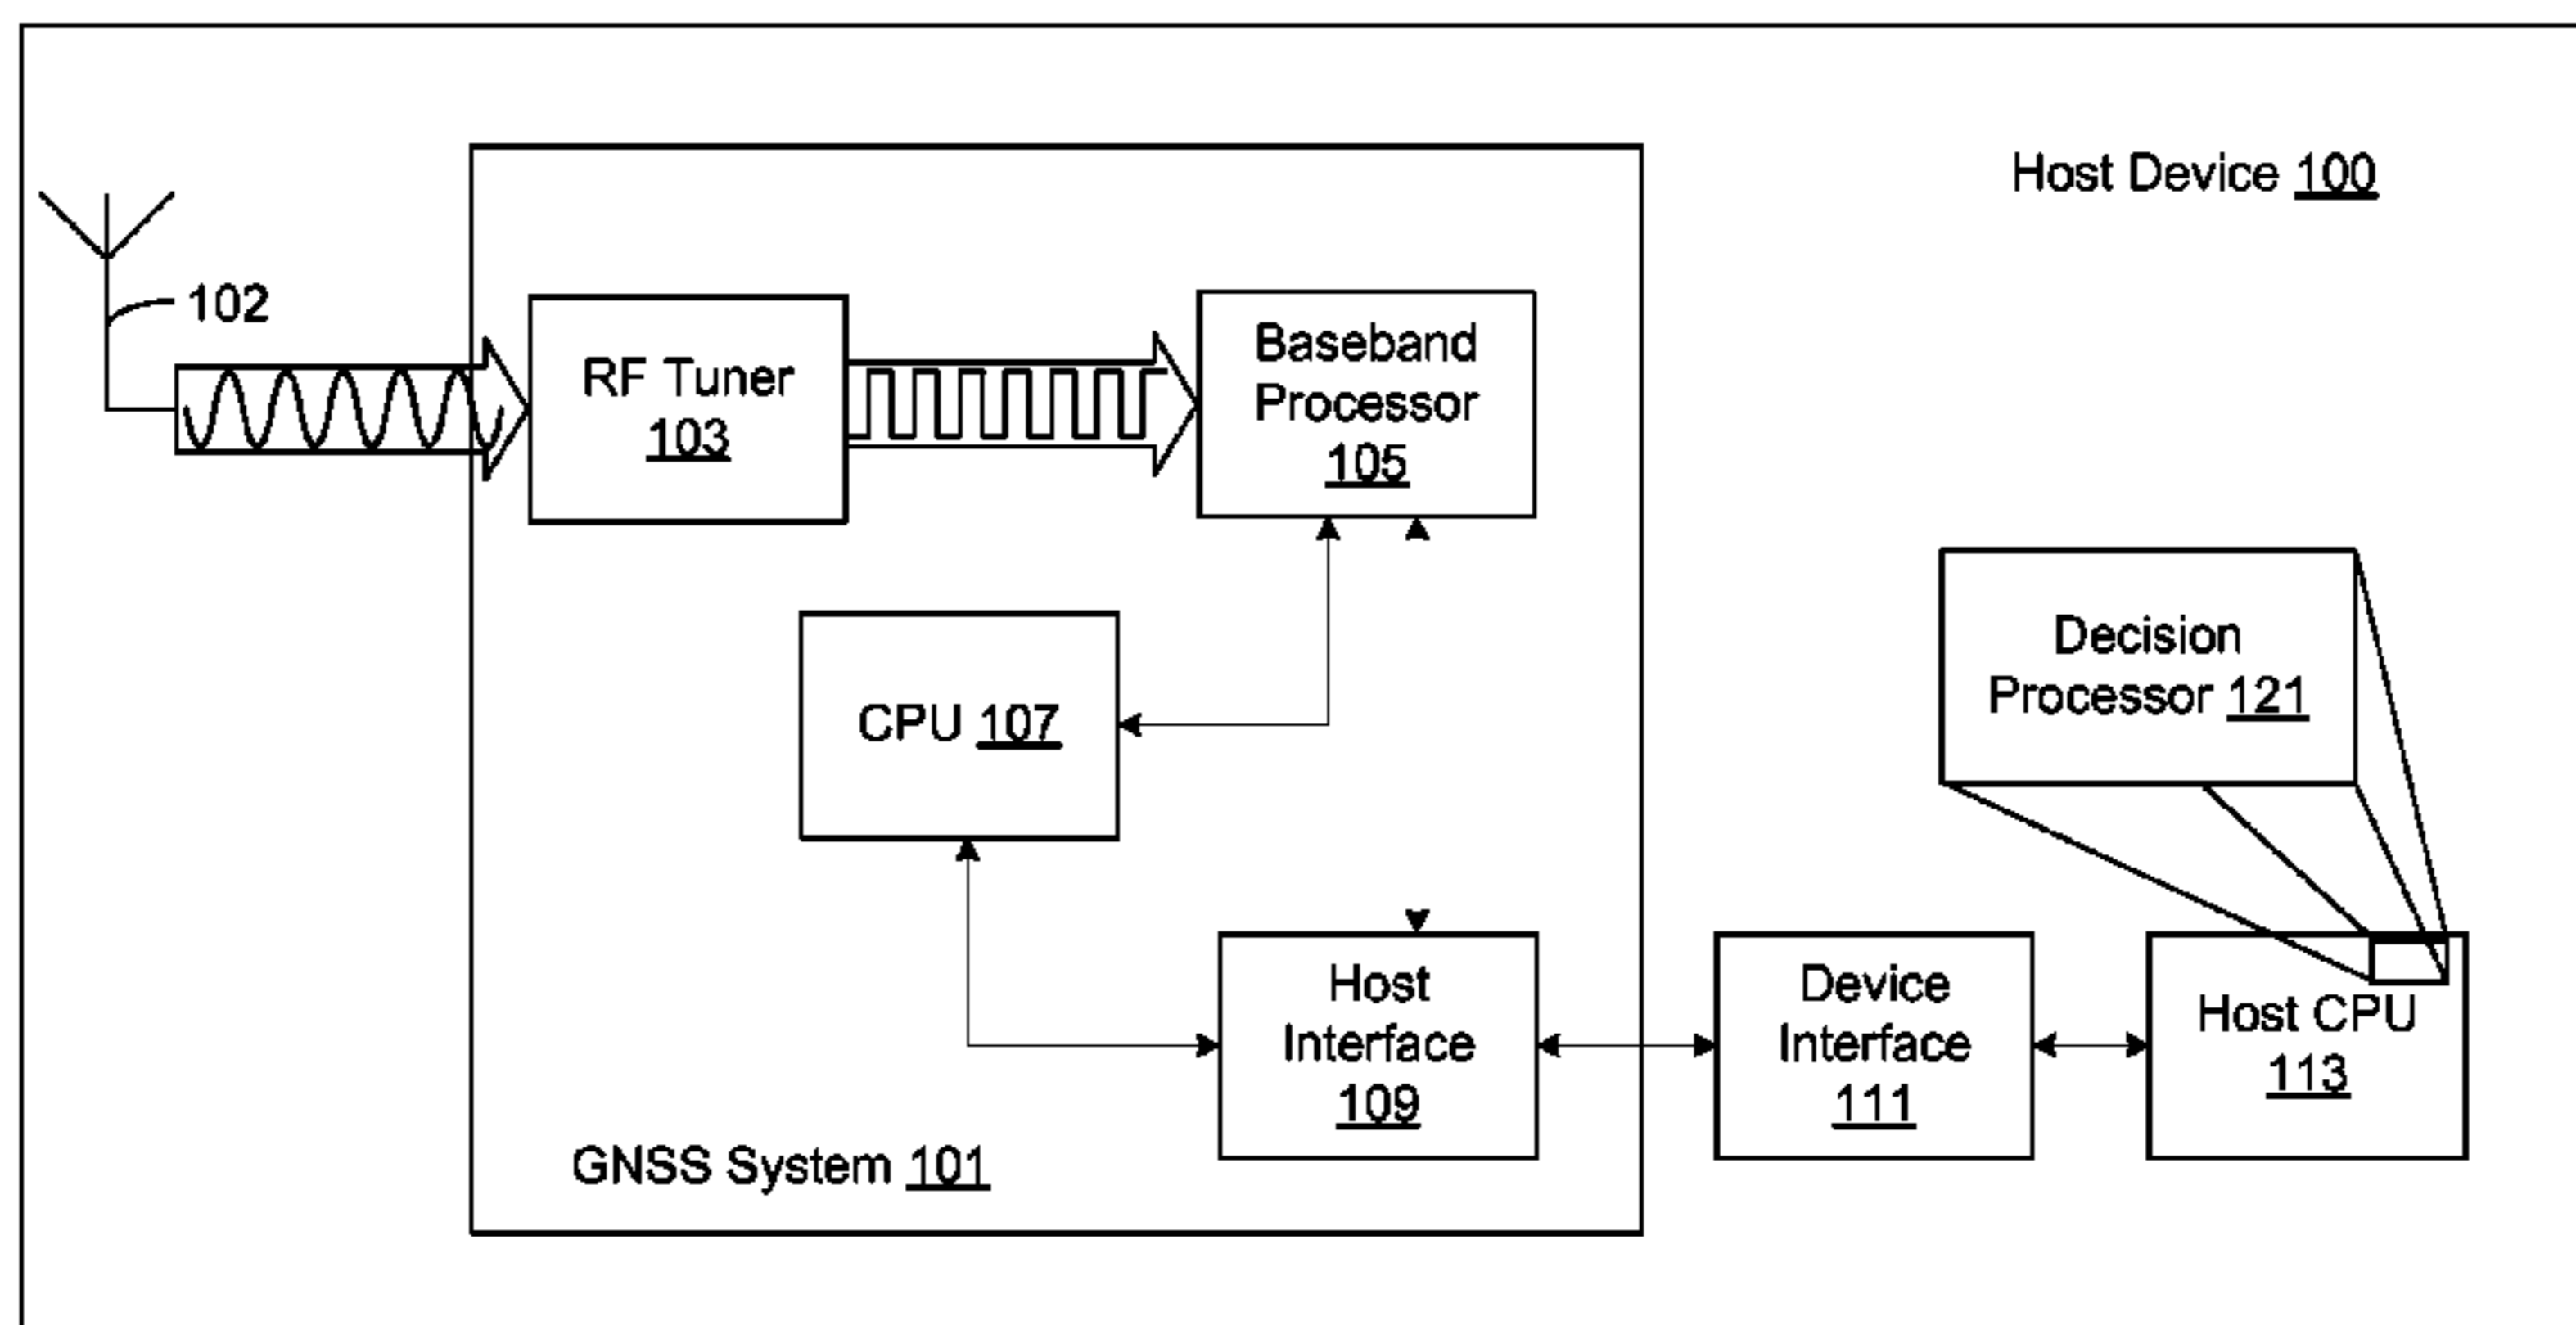 Host Device 100
102
RF Tuner
103
Baseband
Processor
105
Decision
Processor 121
CPU 107
Host
Interface
109
Device
Interface
111
Host CPU
113
GNSS System 101